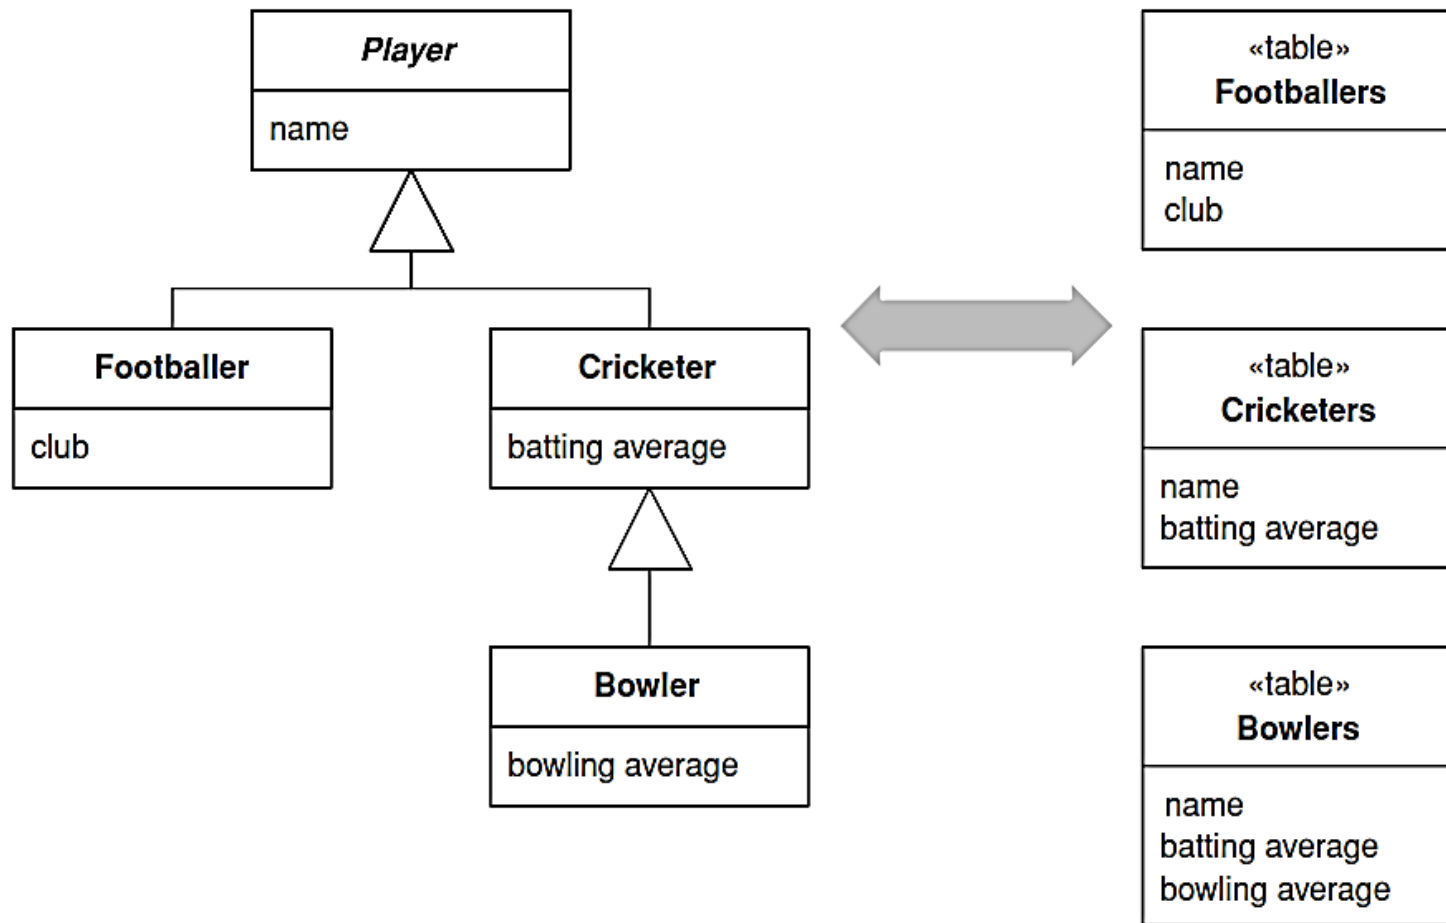 Player
name
Footballer
club
Cricketer
batting average
Bowler
bowling average
«table»
Footballers
name
club
«table»
Cricketers
name
batting average
«table»
Bowlers
name
batting average
bowling average